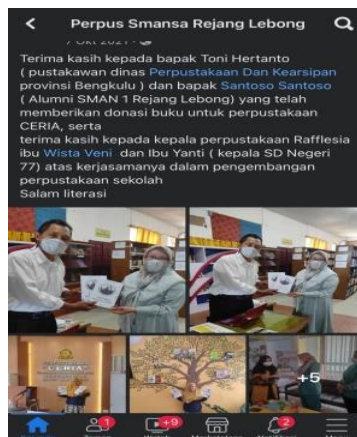 Perpus Smansa Rejang Lebong
7 Okt 2021
Terima kasih kepada bapak Toni Hertanto
( pustakawan dinas Perpustakaan Dan Kearsipan
provinsi Bengkulu ) dan bapak Santoso Santoso
( Alumni SMAN 1 Rejang Lebong) yang telah
memberikan donasi buku untuk perpustakaan
CERIA, serta
terima kasih kepada kepala perpustakaan Rafflesia
ibu Wista Veni dan Ibu Yanti ( kepala SD Negeri
77) atas kerjasamanya dalam pengembangan
perpustakaan sekolah
Salam literasi
CERIA
+5
1
+9
2